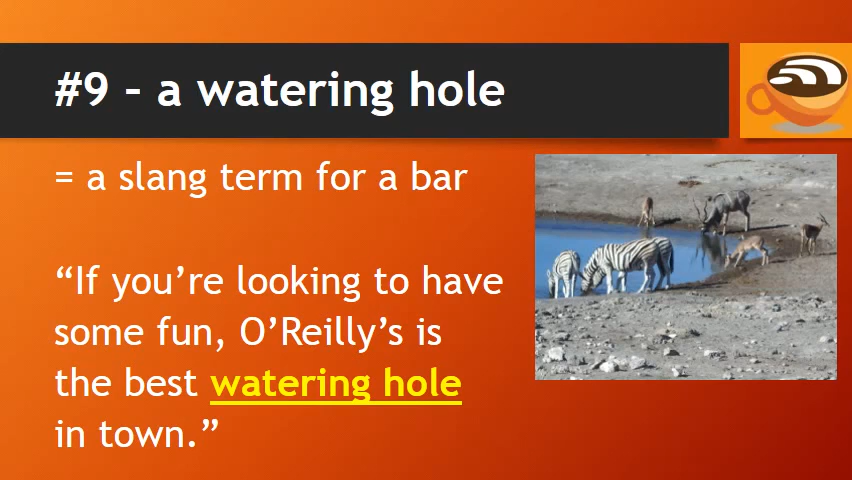 #9 – a watering hole
= a slang term for a bar
“If you’re looking to have
some fun, O’Reilly’s is
the best watering hole
in town.”